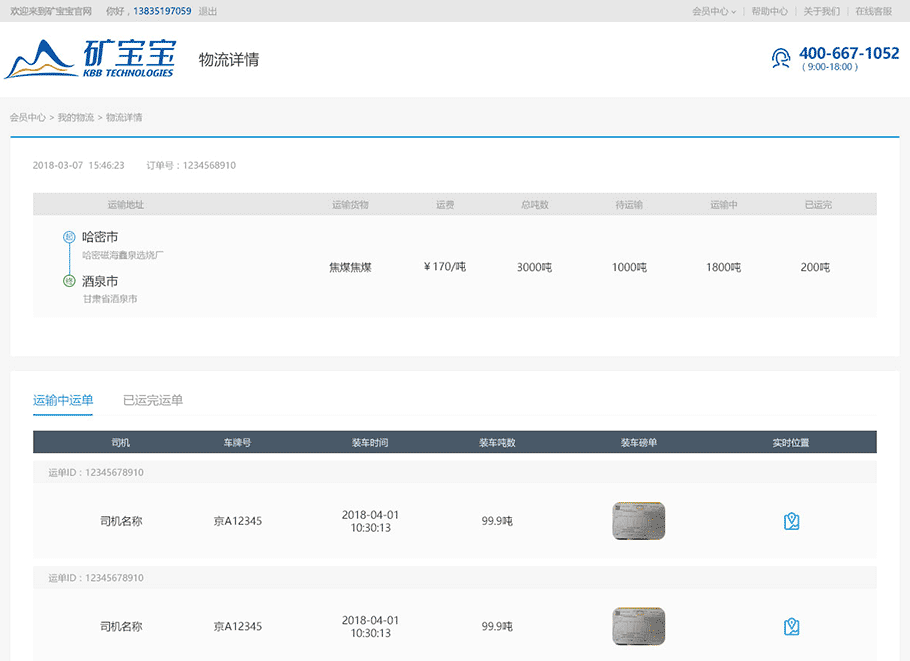 欢迎来到矿宝宝官网 你好，13835197059 退出 会员中心 帮助中心 关于我们 在线客服
矿宝宝
KBB TECHNOLOGIES
物流详情
400-667-1052
( 9:00-18:00 )
会员中心 > 我的物流 > 物流详情
2018-03-07 15:46:23 订单号：1234568910
运输地址 运输货物 运费 总吨数 待运输 运输中 已运完
起 哈密市
哈密磁海鑫泉选烧厂
焦煤焦煤 ¥170/吨 3000吨 1000吨 1800吨 200吨
终 酒泉市
甘肃省酒泉市
运输中运单 已运完运单
司机 车牌号 装车时间 装车吨数 装车磅单 实时位置
运单ID：12345678910
司机名称 京A12345 2018-04-01 99.9吨
10:30:13
运单ID：12345678910
司机名称 京A12345 2018-04-01 99.9吨
10:30:13